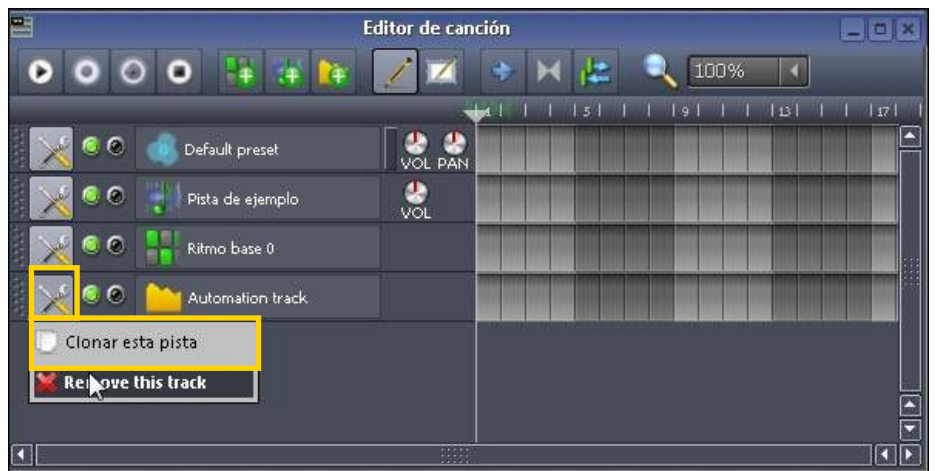 Editor de canción
100%
1 5 9 13 17
Default preset VOL PAN
Pista de ejemplo VOL
Ritmo base 0
Automation track
Clonar esta pista
Remove this track